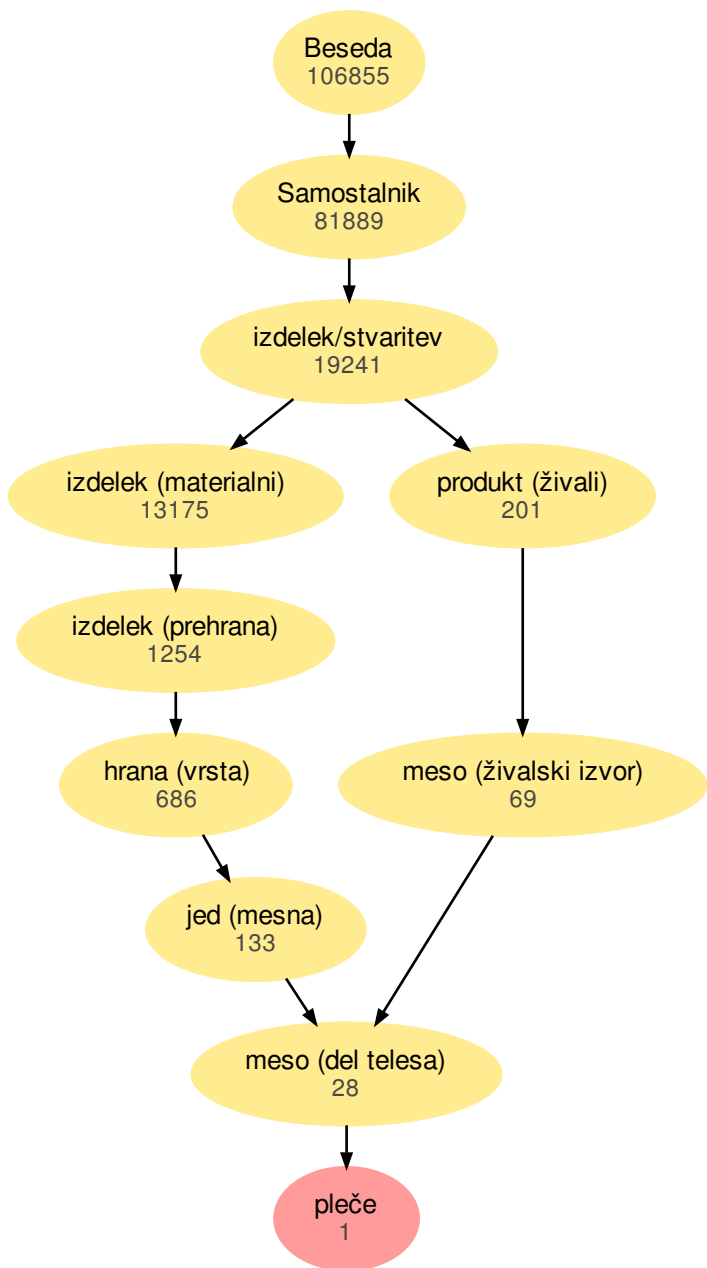 Beseda
106855
Samostalnik
81889
izdelek/stvaritev
19241
izdelek (materialni)
13175
produkt (živali)
201
izdelek (prehrana)
1254
hrana (vrsta)
686
meso (živalski izvor)
69
jed (mesna)
133
meso (del telesa)
28
pleče
1